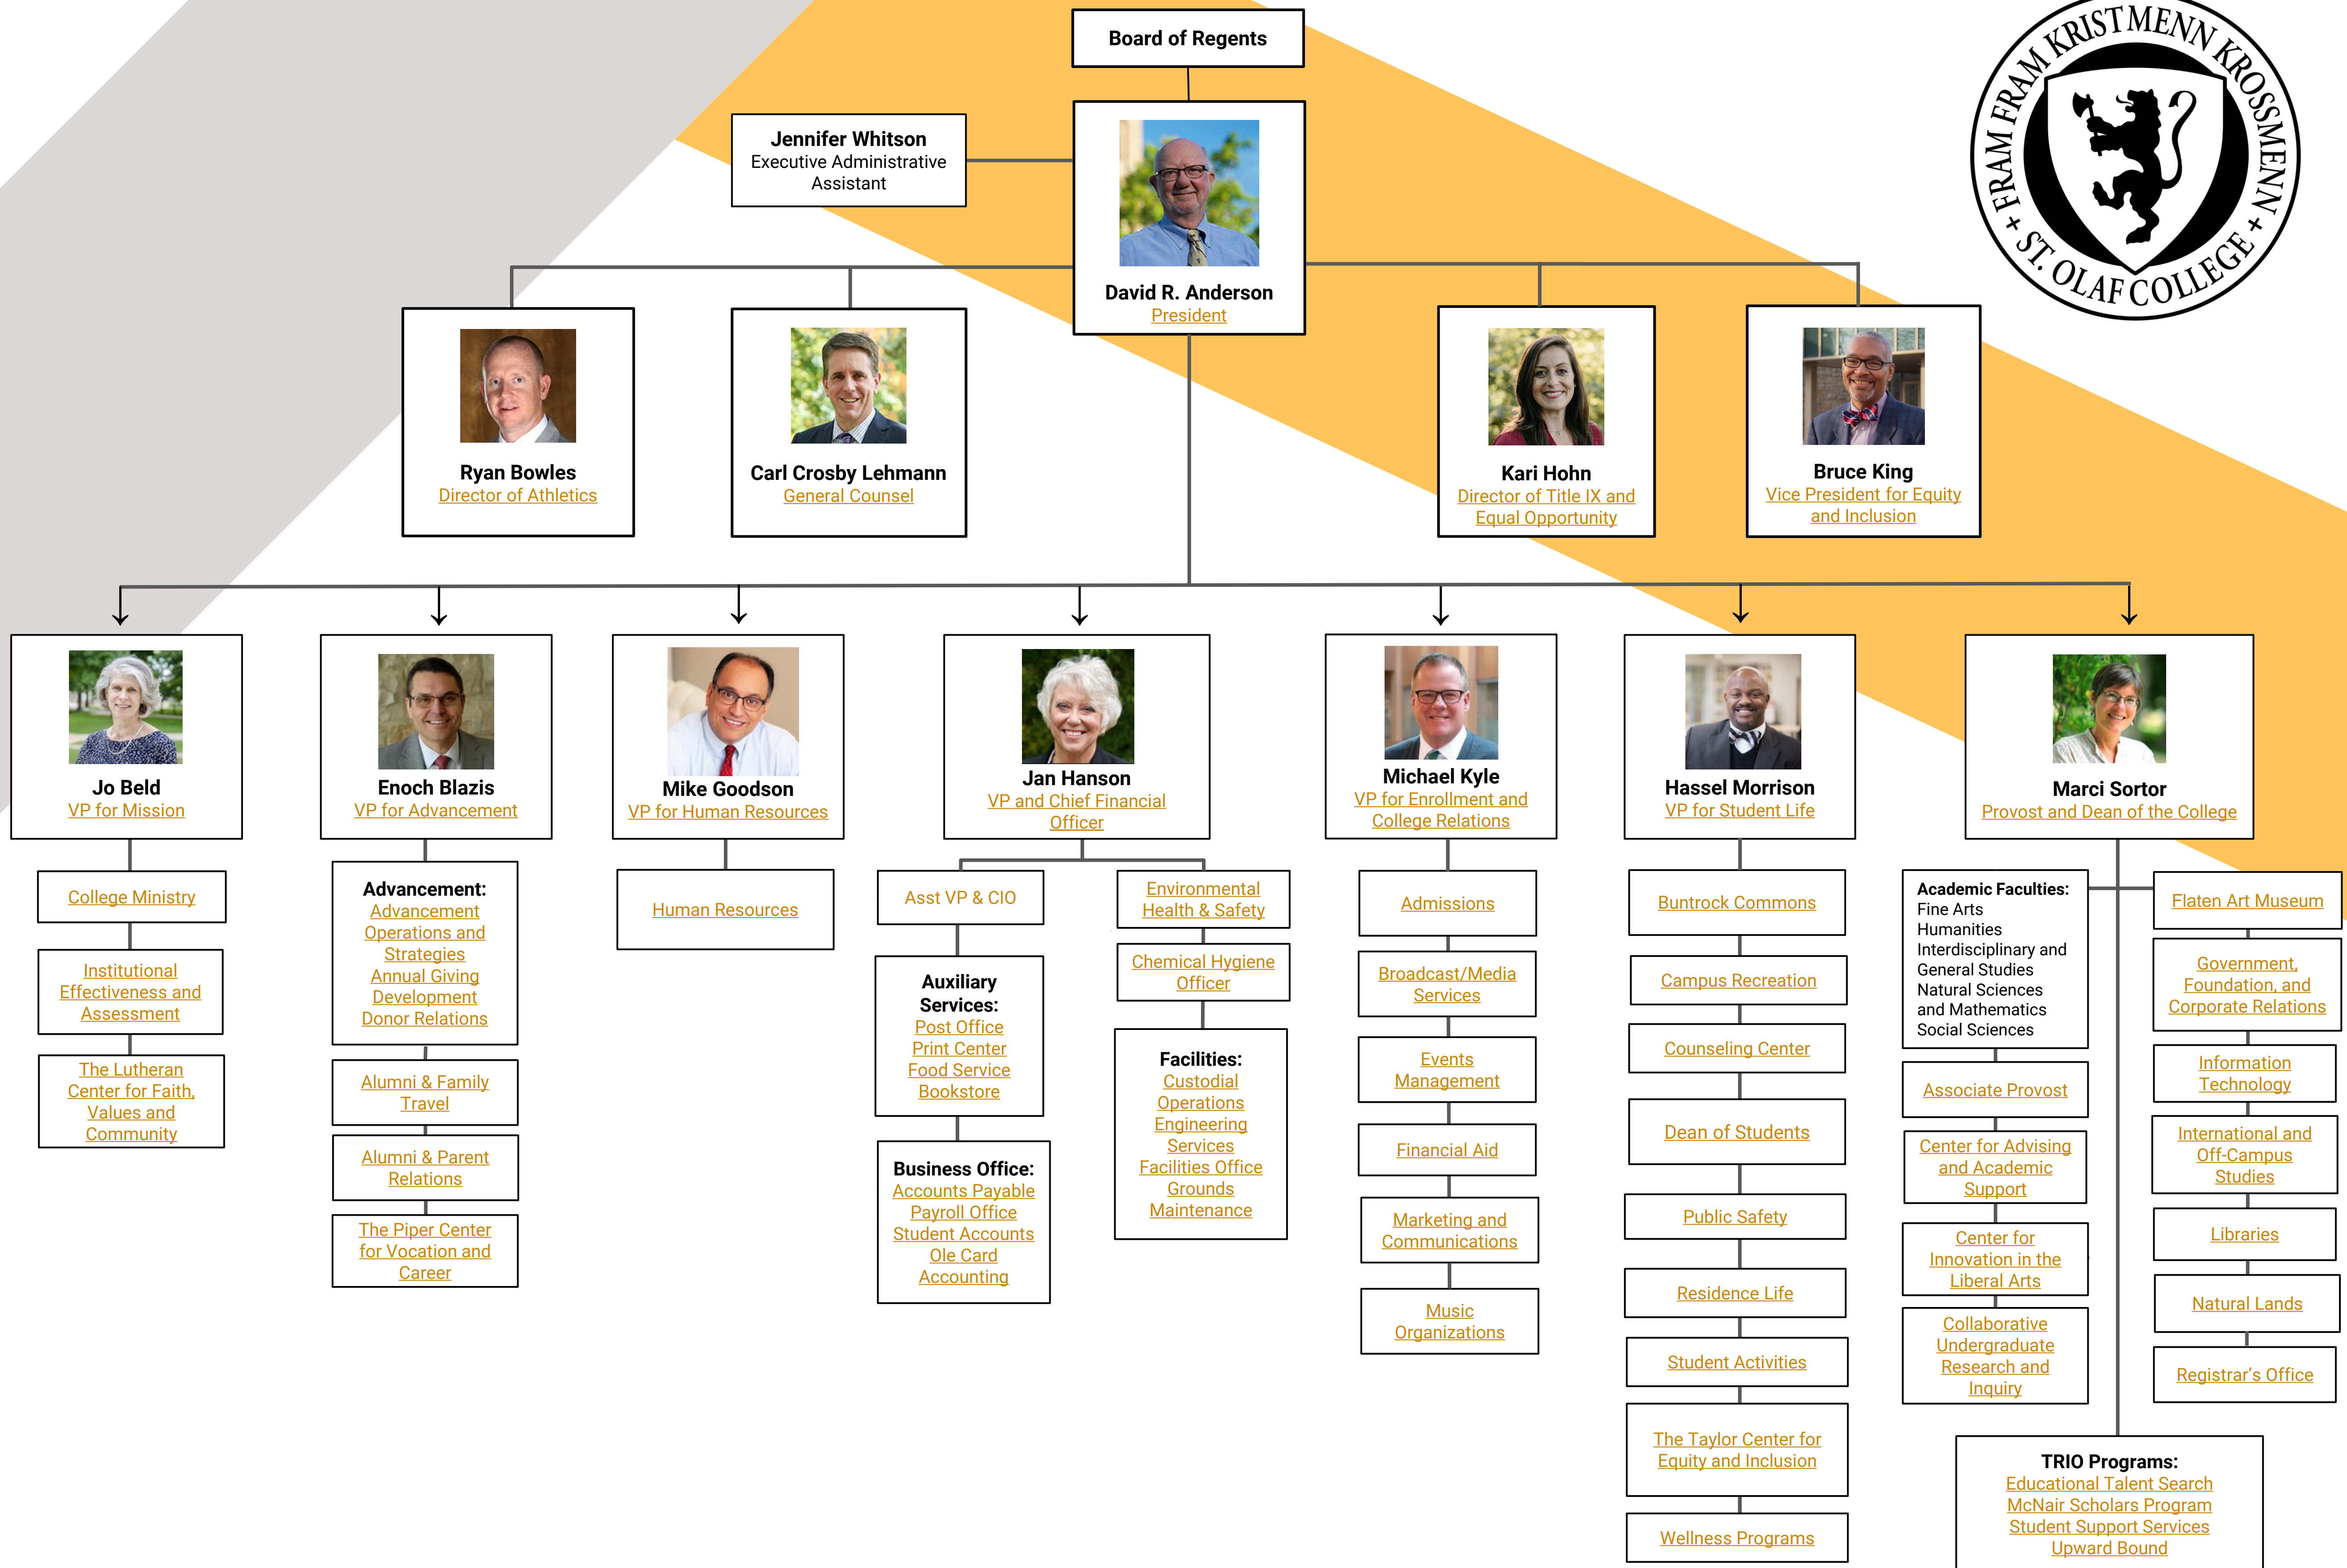 Board of Regents
FRAM FRAM KRISTMENN KROSSMENN
+ ST. OLAF COLLEGE +
Jennifer Whitson
Executive Administrative
Assistant
David R. Anderson
President
Ryan Bowles
Director of Athletics
Carl Crosby Lehmann
General Counsel
Kari Hohn
Director of Title IX and
Equal Opportunity
Bruce King
Vice President for Equity
and Inclusion
Jo Beld
VP for Mission
College Ministry
Institutional
Effectiveness and
Assessment
The Lutheran
Center for Faith,
Values and
Community
Enoch Blazis
VP for Advancement
Advancement:
Advancement
Operations and
Strategies
Annual Giving
Development
Donor Relations
Alumni & Family
Travel
Alumni & Parent
Relations
The Piper Center
for Vocation and
Career
Mike Goodson
VP for Human Resources
Human Resources
Jan Hanson
VP and Chief Financial
Officer
Asst VP & CIO
Auxiliary
Services:
Post Office
Print Center
Food Service
Bookstore
Business Office:
Accounts Payable
Payroll Office
Student Accounts
Ole Card
Accounting
Environmental
Health & Safety
Chemical Hygiene
Officer
Facilities:
Custodial
Operations
Engineering
Services
Facilities Office
Grounds
Maintenance
Michael Kyle
VP for Enrollment and
College Relations
Admissions
Broadcast/Media
Services
Events
Management
Financial Aid
Marketing and
Communications
Music
Organizations
Hassel Morrison
VP for Student Life
Buntrock Commons
Campus Recreation
Counseling Center
Dean of Students
Public Safety
Residence Life
Student Activities
The Taylor Center for
Equity and Inclusion
Wellness Programs
Marci Sortor
Provost and Dean of the College
Academic Faculties:
Fine Arts
Humanities
Interdisciplinary and
General Studies
Natural Sciences
and Mathematics
Social Sciences
Associate Provost
Center for Advising
and Academic
Support
Center for
Innovation in the
Liberal Arts
Collaborative
Undergraduate
Research and
Inquiry
Flaten Art Museum
Government,
Foundation, and
Corporate Relations
Information
Technology
International and
Off-Campus
Studies
Libraries
Natural Lands
Registrar’s Office
TRIO Programs:
Educational Talent Search
McNair Scholars Program
Student Support Services
Upward Bound